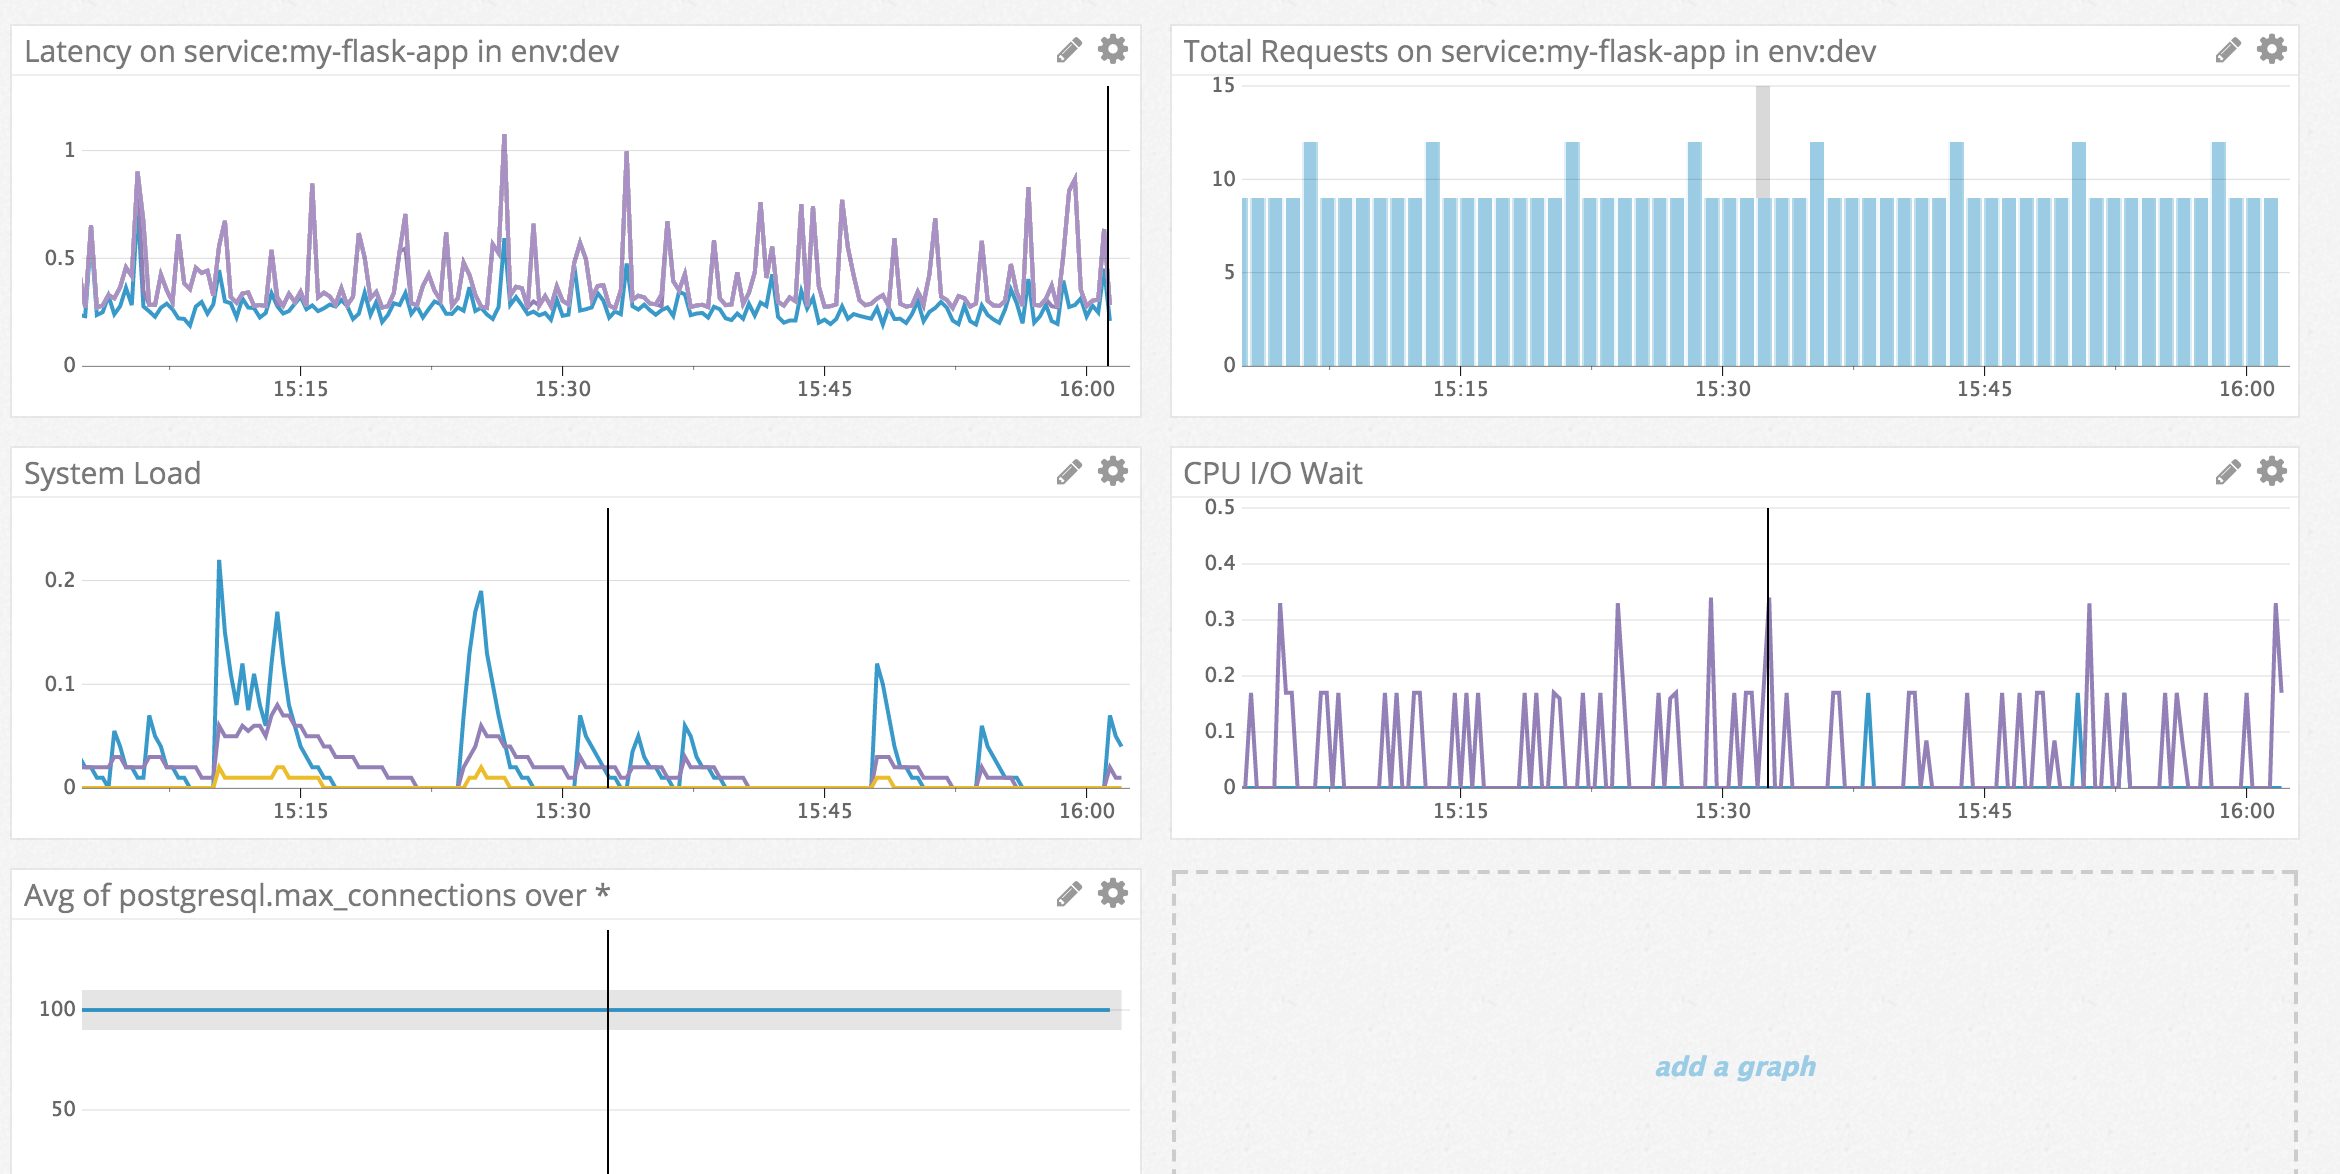 Latency on service:my-flask-app in env:dev
1
0.5
0
15:15 15:30 15:45 16:00
Total Requests on service:my-flask-app in env:dev
15
10
5
0
15:15 15:30 15:45 16:00
System Load
0.2
0.1
0
15:15 15:30 15:45 16:00
CPU I/O Wait
0.5
0.4
0.3
0.2
0.1
0
15:15 15:30 15:45 16:00
Avg of postgresql.max_connections over *
100
50
add a graph